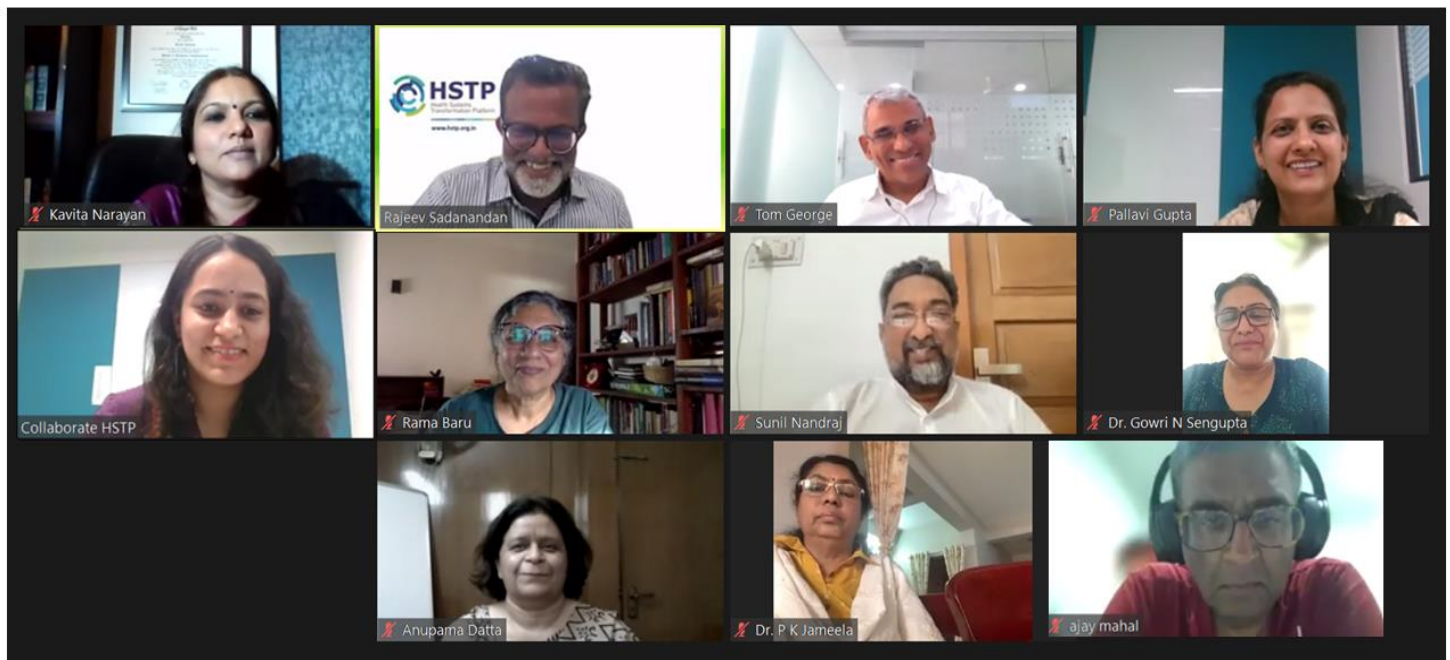 HSTP
Health Systems
Transformation Platform
www.hstp.org.in
Kavita Narayan
Rajeev Sadanandan
Tom George
Pallavi Gupta
Collaborate HSTP
Rama Baru
Sunil Nandraj
Dr. Gowri N Sengupta
Anupama Datta
Dr. P K Jameela
ajay mahal